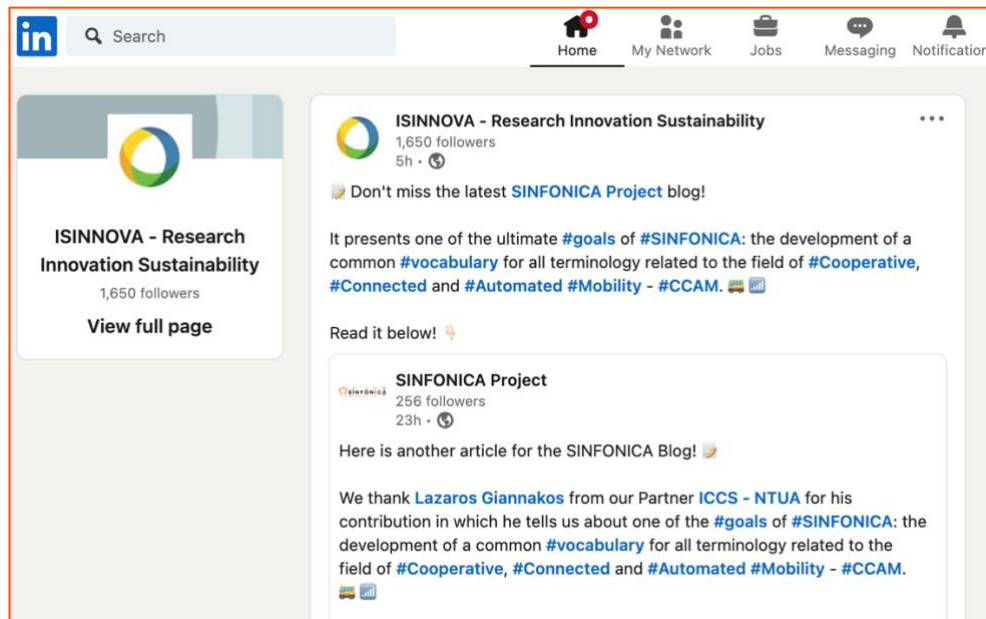 in
Search
Home
My Network
Jobs
Messaging
Notification
ISINNOVA - Research
Innovation Sustainability
1,650 followers
View full page
ISINNOVA - Research Innovation Sustainability
1,650 followers
5h •
📝 Don't miss the latest SINFONICA Project blog!
It presents one of the ultimate #goals of #SINFONICA: the development of a
common #vocabulary for all terminology related to the field of #Cooperative,
#Connected and #Automated #Mobility - #CCAM. 🚐 📶
Read it below! 👇🏻
SINFONICA
SINFONICA Project
256 followers
23h •
Here is another article for the SINFONICA Blog! 📝
We thank Lazaros Giannakos from our Partner ICCS - NTUA for his
contribution in which he tells us about one of the #goals of #SINFONICA: the
development of a common #vocabulary for all terminology related to the
field of #Cooperative, #Connected and #Automated #Mobility - #CCAM.
🚐 📶